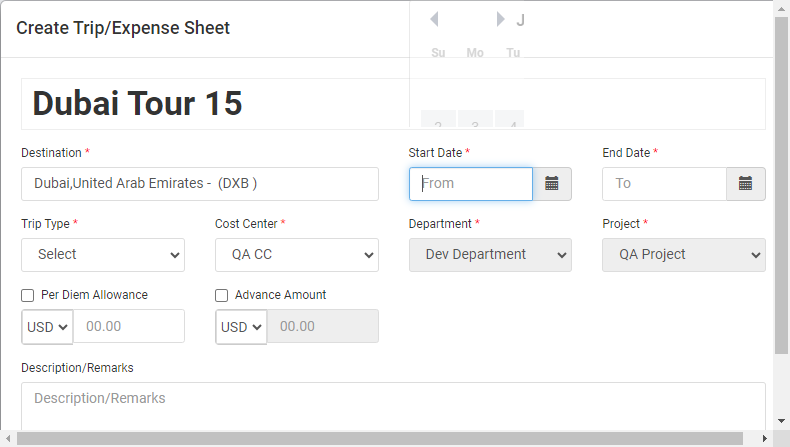 Create Trip/Expense Sheet
J
Su Mo Tu
2 3 4
Dubai Tour 15
Destination * Start Date * End Date *
Dubai,United Arab Emirates - (DXB ) From To
Trip Type * Cost Center * Department * Project *
Select QA CC Dev Department QA Project
Per Diem Allowance Advance Amount
USD 00.00 USD 00.00
Description/Remarks
Description/Remarks